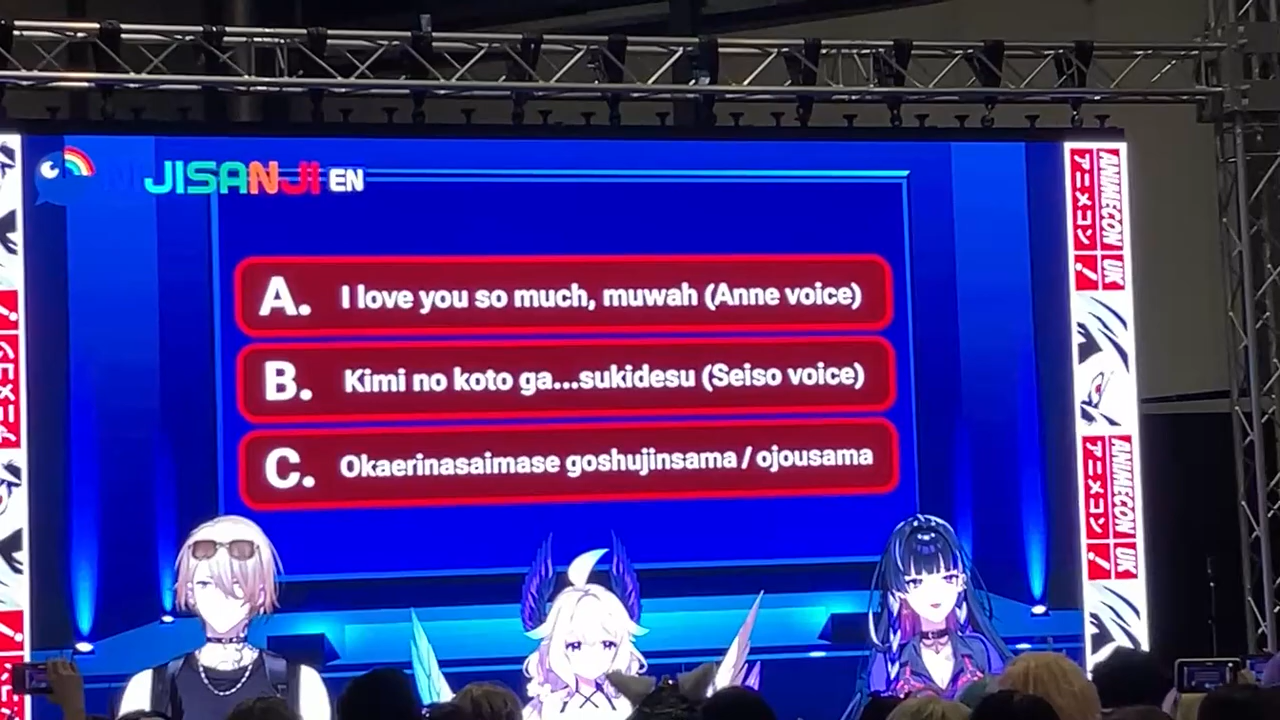 NIJISANJI EN
A. I love you so much, muwah (Anne voice)
B. Kimi no koto ga...sukidesu (Seiso voice)
C. Okaerinasaimase goshujinsama / ojousama
ANIMECON UK
アニメコン!
ANIMECON UK
アニメコン!